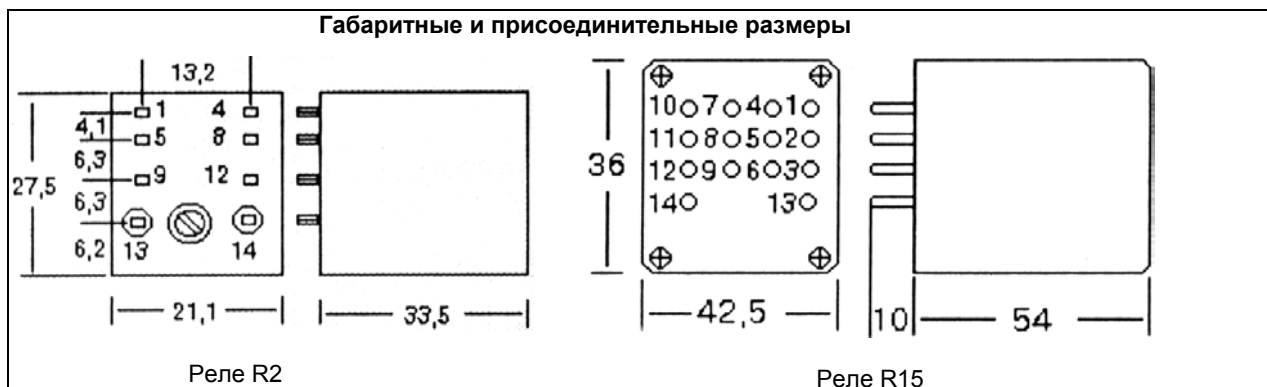 Габаритные и присоединительные размеры
13,2
1 4
4,1
5 8
6,3
9 12
27,5
6,3
6,2 13 14
21,1 33,5
Реле R2
10 7 4 1
11 8 5 2
36 12 9 6 3
14 13
42,5 10 54
Реле R15